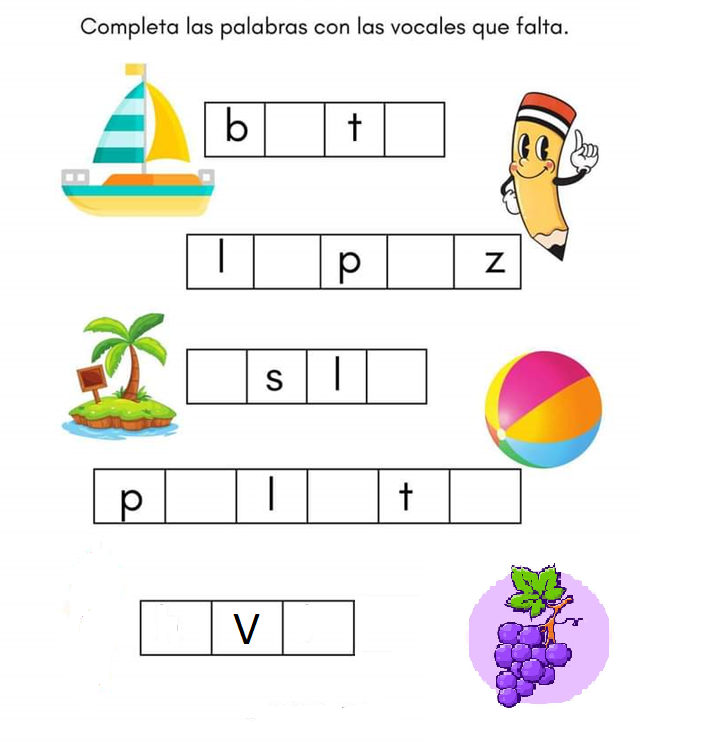 Completa las palabras con las vocales que falta.
b t
l p z
s l
p l t
v